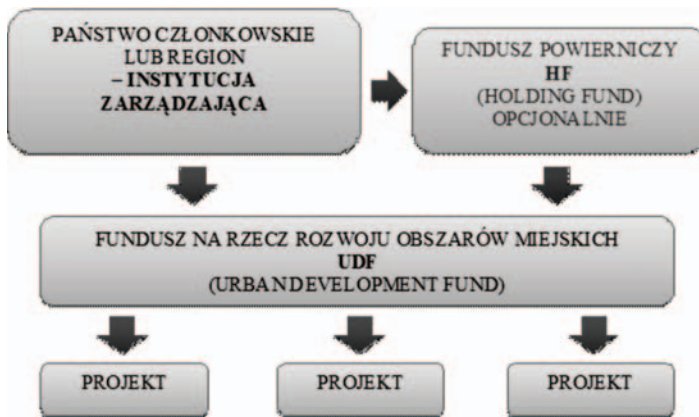 PAŃSTWO CZŁONKOWSKIE
LUB REGION
– INSTYTUCJA
ZARZĄDZAJĄCA
FUNDUSZ POWIERNICZY
HF
(HOLDING FUND)
OPCJONALNIE
FUNDUSZ NA RZECZ ROZWOJU OBSZARÓW MIEJSKICH
UDF
(URBAN DEVELOPMENT FUND)
PROJEKT
PROJEKT
PROJEKT